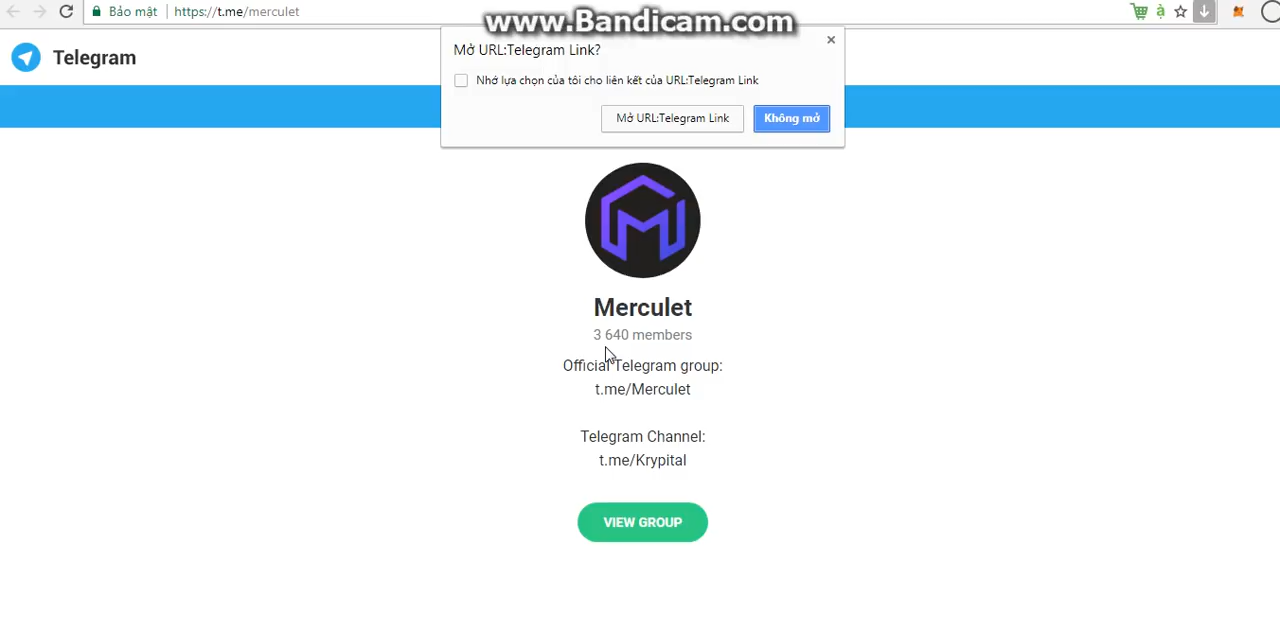 www.Bandicam.com
Bảo mật https://t.me/merculet
Telegram
Mở URL:Telegram Link?
Nhớ lựa chọn của tôi cho liên kết của URL:Telegram Link
Mở URL:Telegram Link Không mở
Merculet
3 640 members
Official Telegram group:
t.me/Merculet
Telegram Channel:
t.me/Krypital
VIEW GROUP